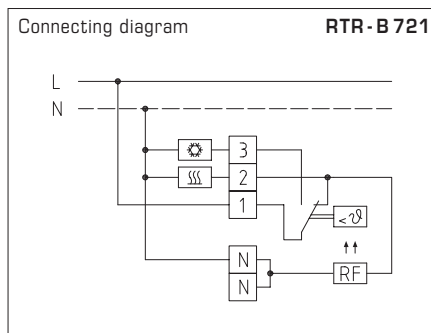 Connecting diagram RTR-B 721
L
N
3
2
1
< ϑ
N
N
RF